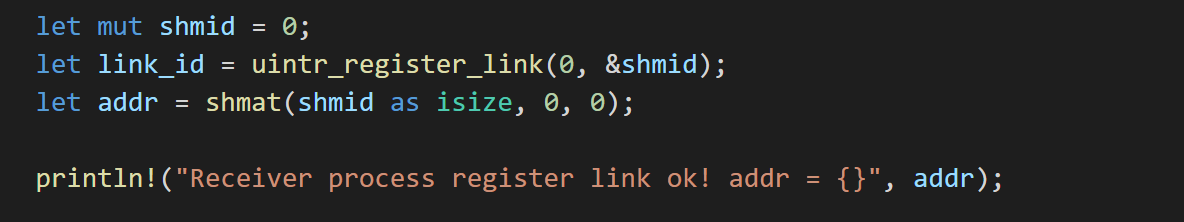 let mut shmid = 0;
let link_id = uintr_register_link(0, &shmid);
let addr = shmat(shmid as isize, 0, 0);
println!("Receiver process register link ok! addr = {}", addr);